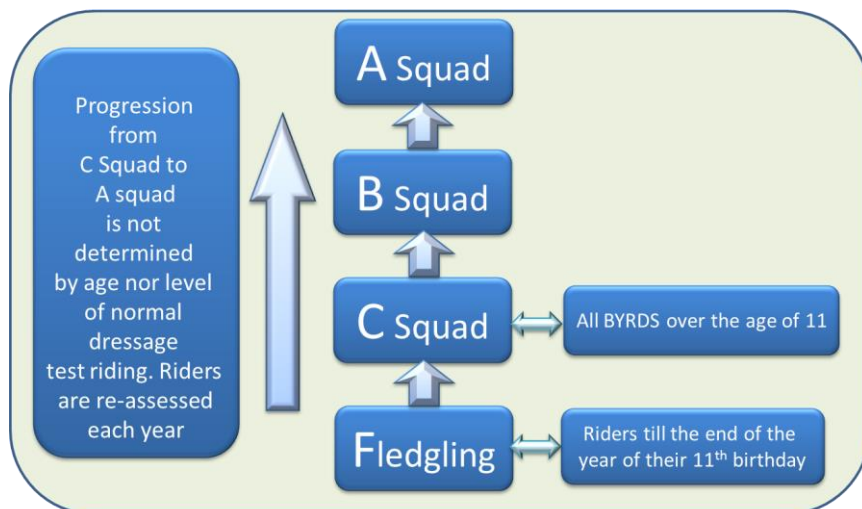 Progression
from
C Squad to
A squad
is not
determined
by age nor level
of normal
dressage
test riding. Riders
are re-assessed
each year
A Squad
B Squad
C Squad
All BYRDS over the age of 11
Fledgling
Riders till the end of the
year of their 11th birthday